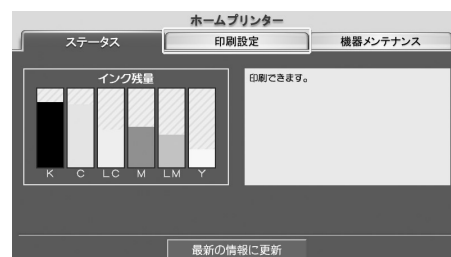 ホームプリンター
ステータス
印刷設定
機器メンテナンス
インク残量
K C LC M LM Y
印刷できます。
最新の情報に更新